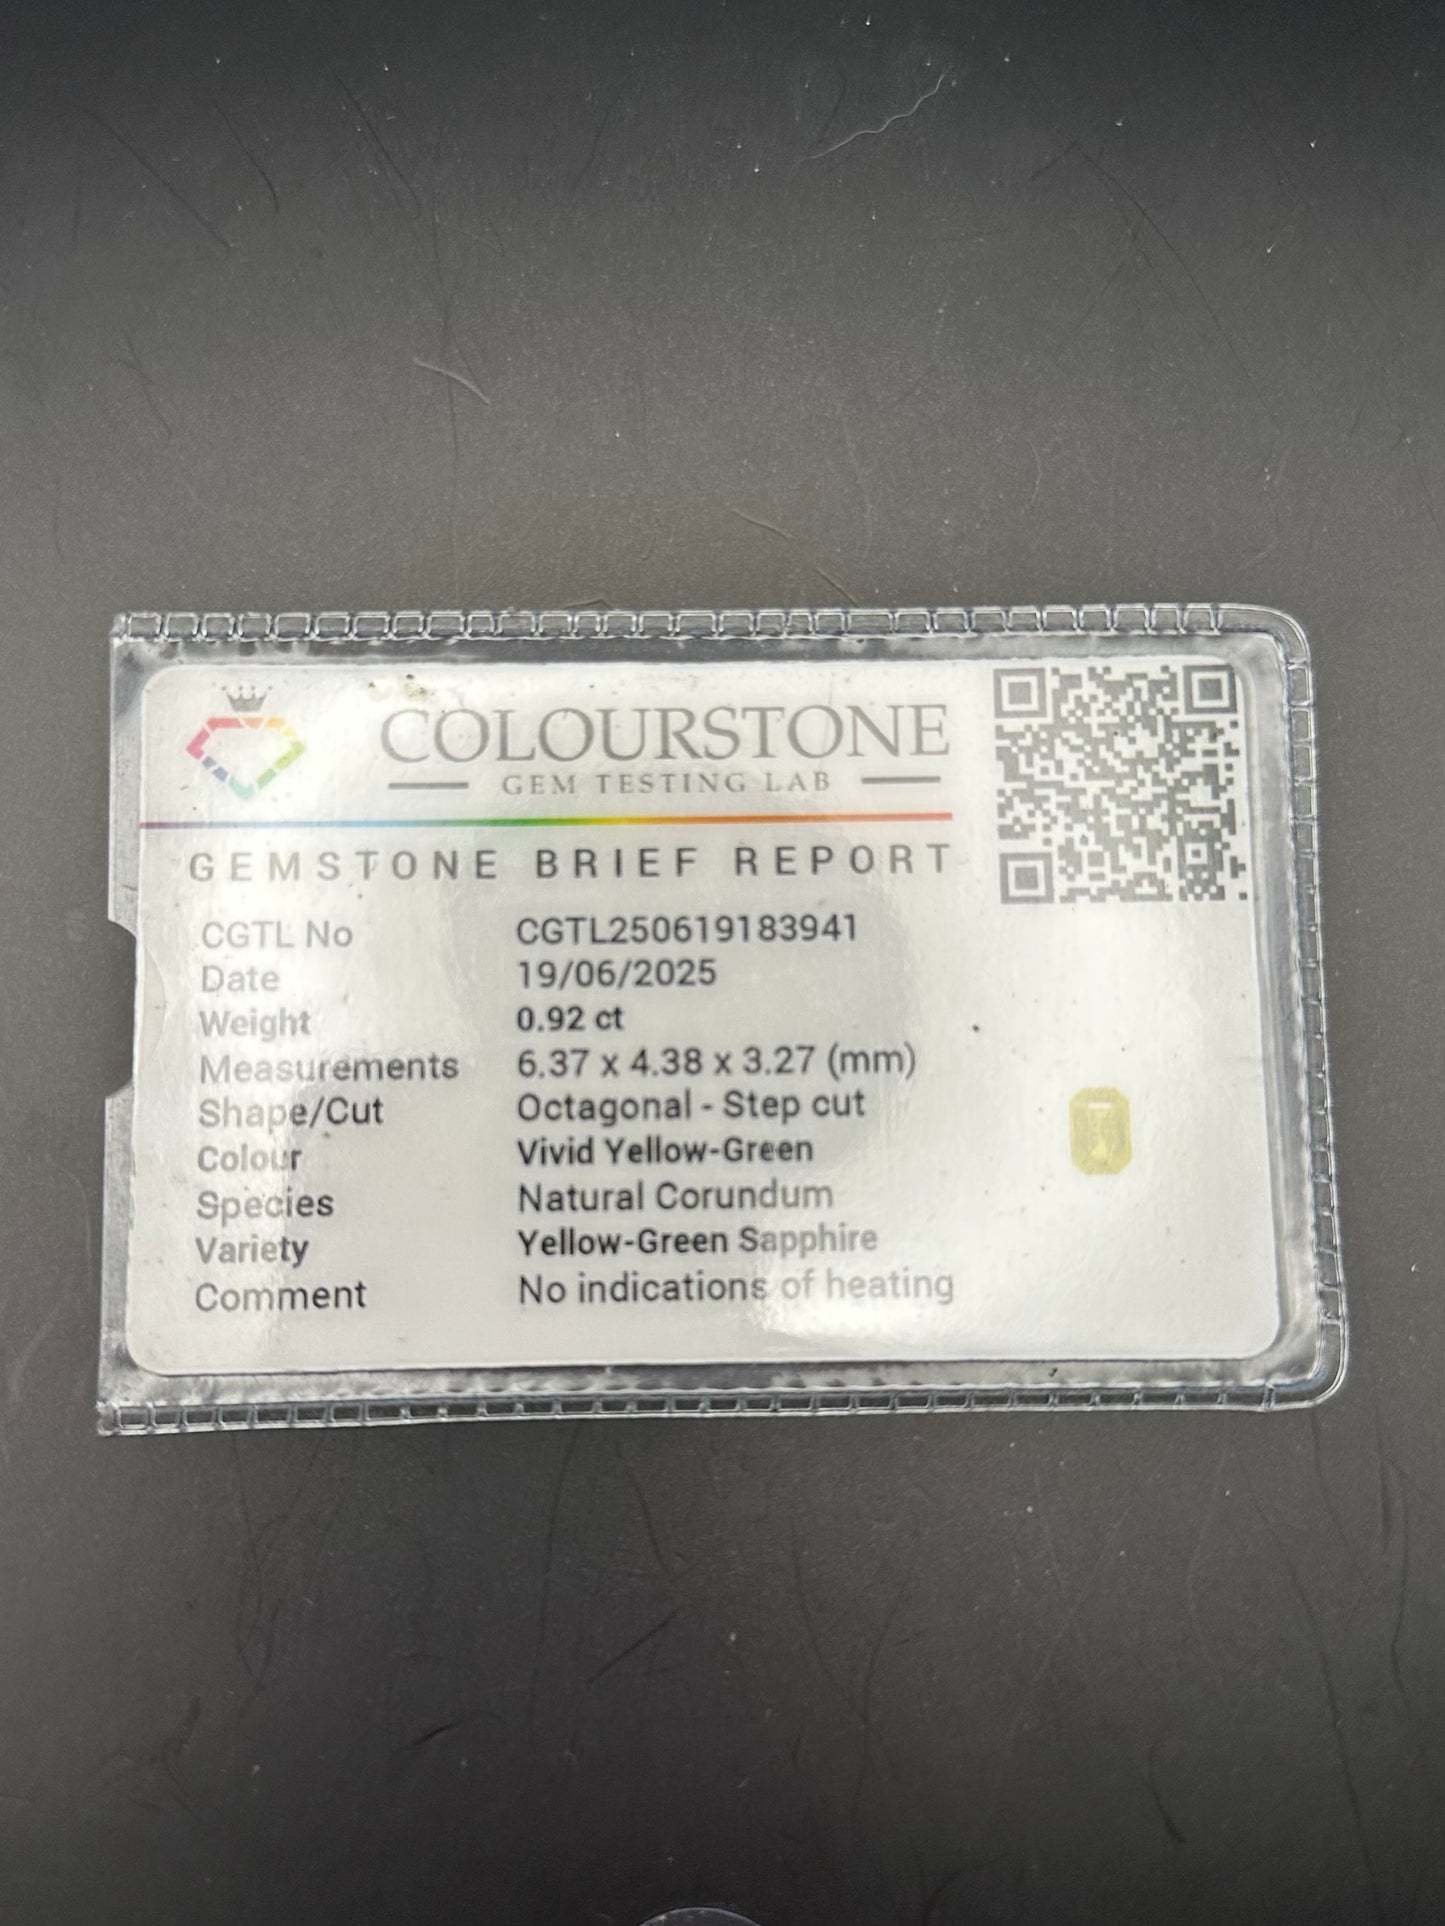 COLOURSTONE
GEM TESTING LAB
GEMSTONE BRIEF REPORT
CGTL No CGTL250619183941
Date 19/06/2025
Weight 0.92 ct
Measurements 6.37 x 4.38 x 3.27 (mm)
Shape/Cut Octagonal - Step cut
Colour Vivid Yellow-Green
Species Natural Corundum
Variety Yellow-Green Sapphire
Comment No indications of heating